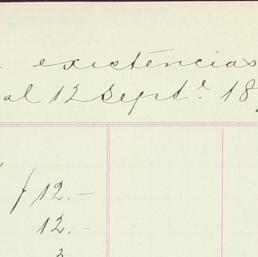 existencias
al 12 Sept.e 18
f 12.-
12.-